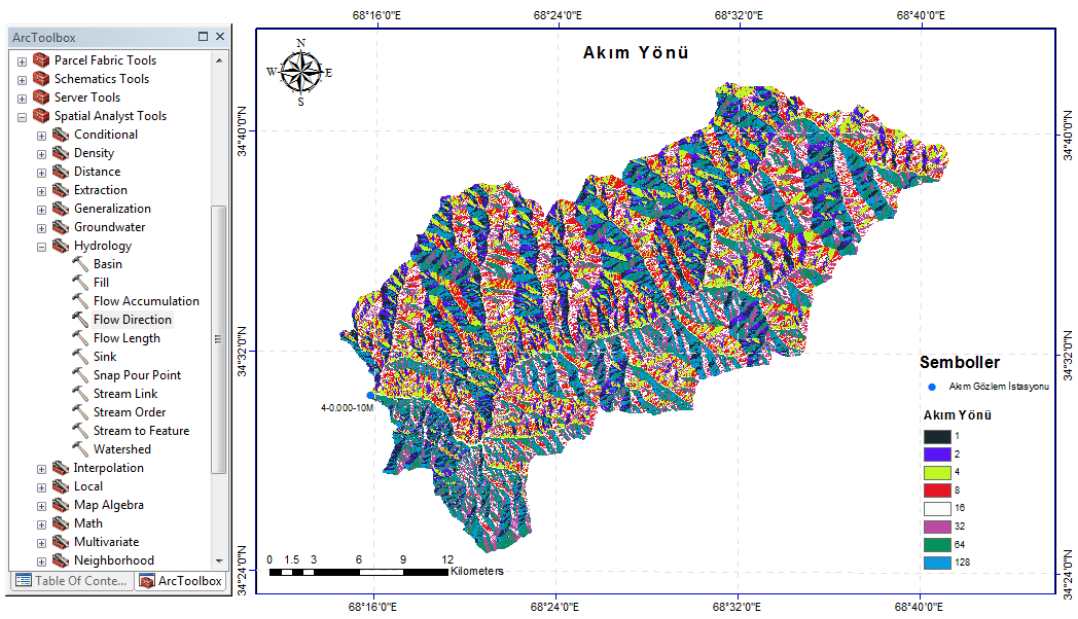 ArcToolbox
Parcel Fabric Tools
Schematics Tools
Server Tools
Spatial Analyst Tools
Conditional
Density
Distance
Extraction
Generalization
Groundwater
Hydrology
Basin
Fill
Flow Accumulation
Flow Direction
Flow Length
Sink
Snap Pour Point
Stream Link
Stream Order
Stream to Feature
Watershed
Interpolation
Local
Map Algebra
Math
Multivariate
Neighborhood
Table Of Conte...
ArcToolbox
68°16'0"E 68°24'0"E 68°32'0"E 68°40'0"E
Akım Yönü
N
W E
S
34°40'0"N 34°40'0"N
34°32'0"N 34°32'0"N
34°24'0"N 34°24'0"N
4-0.000-10M
Semboller
Akım Gözlem İstasyonu
Akım Yönü
1
2
4
8
16
32
64
128
0 1.5 3 6 9 12
Kilometers
68°16'0"E 68°24'0"E 68°32'0"E 68°40'0"E